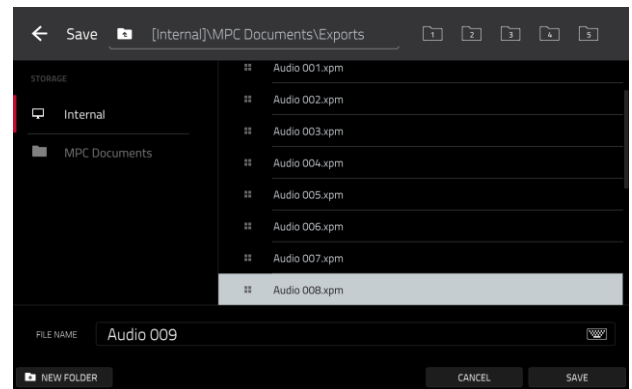 Save [Internal]\MPC Documents\Exports 1 2 3 4 5
STORAGE
Internal
MPC Documents
Audio 001.xpm
Audio 002.xpm
Audio 003.xpm
Audio 004.xpm
Audio 005.xpm
Audio 006.xpm
Audio 007.xpm
Audio 008.xpm
FILE NAME Audio 009
NEW FOLDER CANCEL SAVE